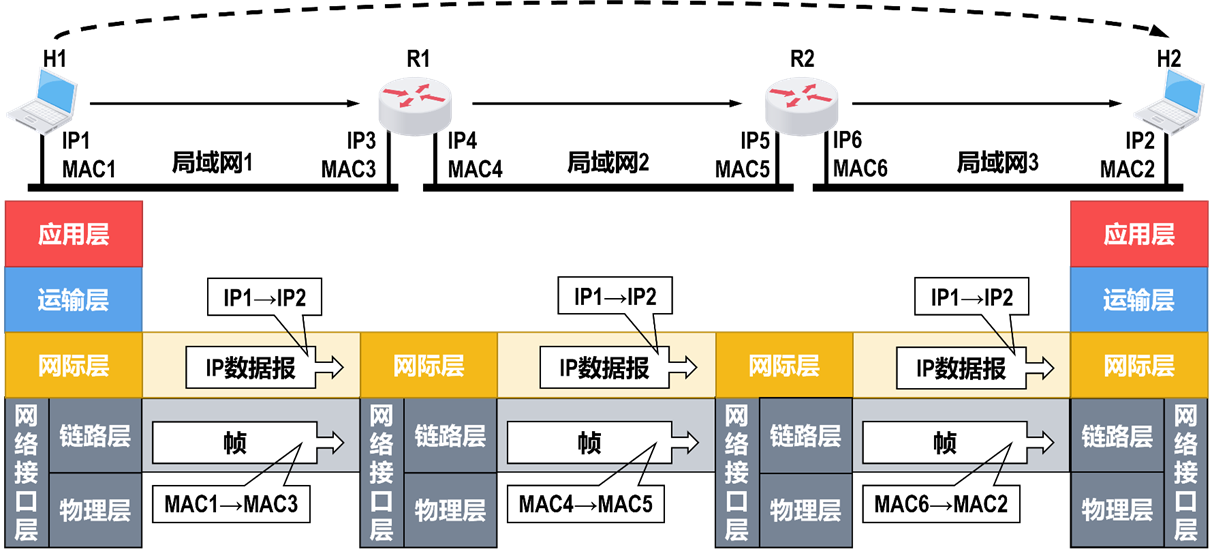 H1
R1
R2
H2
IP1
MAC1
局域网1
IP3
MAC3
IP4
MAC4
局域网2
IP5
MAC5
IP6
MAC6
局域网3
IP2
MAC2
应用层
应用层
运输层
运输层
IP1→IP2
IP1→IP2
IP1→IP2
网际层
IP数据报
网际层
IP数据报
网际层
IP数据报
网际层
网络接口层
链路层
物理层
帧
MAC1→MAC3
网络接口层
链路层
物理层
帧
MAC4→MAC5
网络接口层
链路层
物理层
帧
MAC6→MAC2
链路层
物理层
网络接口层